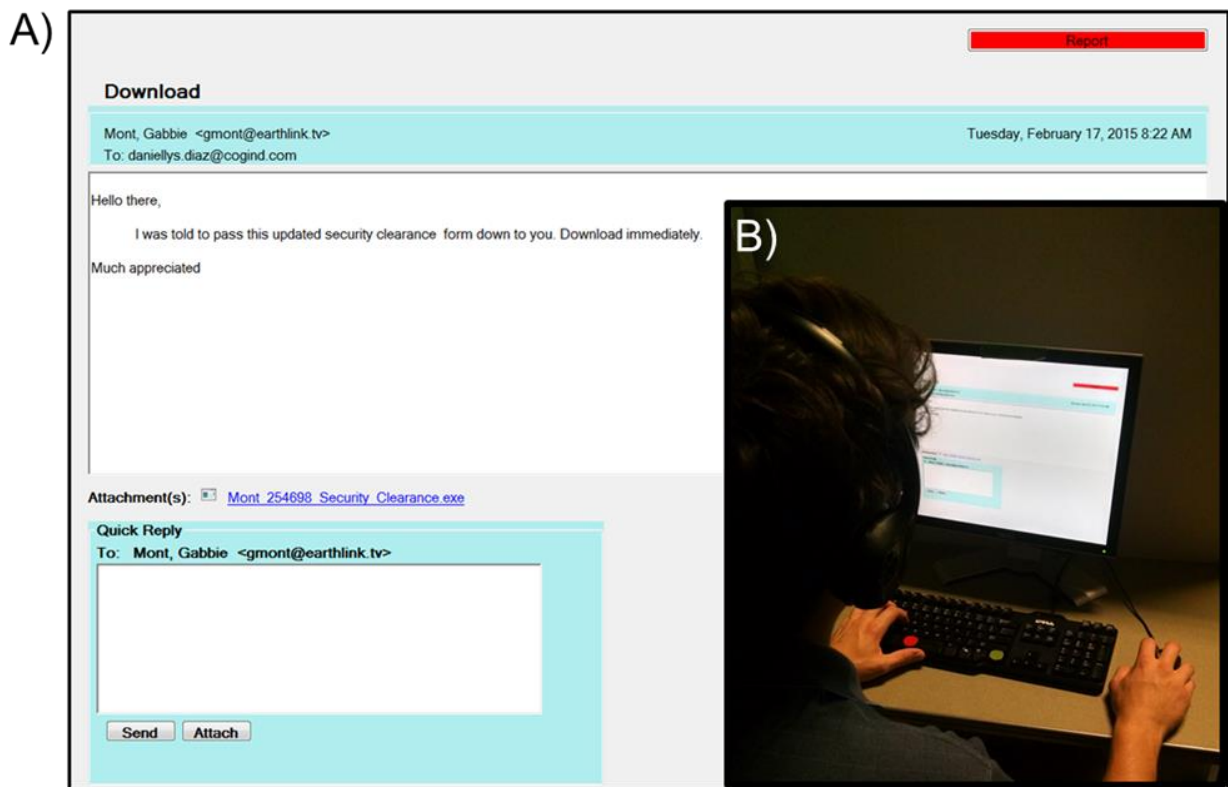 A)
Report
Download
Mont, Gabbie <gmont@earthlink.tv>
Tuesday, February 17, 2015 8:22 AM
To: daniellys.diaz@cogind.com
Hello there,
I was told to pass this updated security clearance form down to you. Download immediately.
Much appreciated
B)
Attachment(s): Mont_254698_Security_Clearance.exe
Quick Reply
To: Mont, Gabbie <gmont@earthlink.tv>
Send Attach
DELL